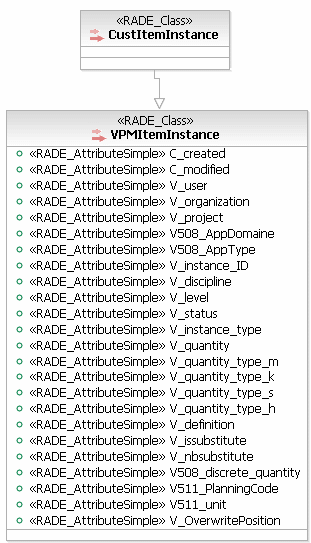 «RADE_Class»
CustItemInstance
«RADE_Class»
VPMItemInstance
«RADE_AttributeSimple» C_created
«RADE_AttributeSimple» C_modified
«RADE_AttributeSimple» V_user
«RADE_AttributeSimple» V_organization
«RADE_AttributeSimple» V_project
«RADE_AttributeSimple» V508_AppDomaine
«RADE_AttributeSimple» V508_AppType
«RADE_AttributeSimple» V_instance_ID
«RADE_AttributeSimple» V_discipline
«RADE_AttributeSimple» V_level
«RADE_AttributeSimple» V_status
«RADE_AttributeSimple» V_instance_type
«RADE_AttributeSimple» V_quantity
«RADE_AttributeSimple» V_quantity_type_m
«RADE_AttributeSimple» V_quantity_type_k
«RADE_AttributeSimple» V_quantity_type_s
«RADE_AttributeSimple» V_quantity_type_h
«RADE_AttributeSimple» V_definition
«RADE_AttributeSimple» V_issubstitute
«RADE_AttributeSimple» V_nbsubstitute
«RADE_AttributeSimple» V508_discrete_quantity
«RADE_AttributeSimple» V511_PlanningCode
«RADE_AttributeSimple» V511_unit
«RADE_AttributeSimple» V_OverwritePosition